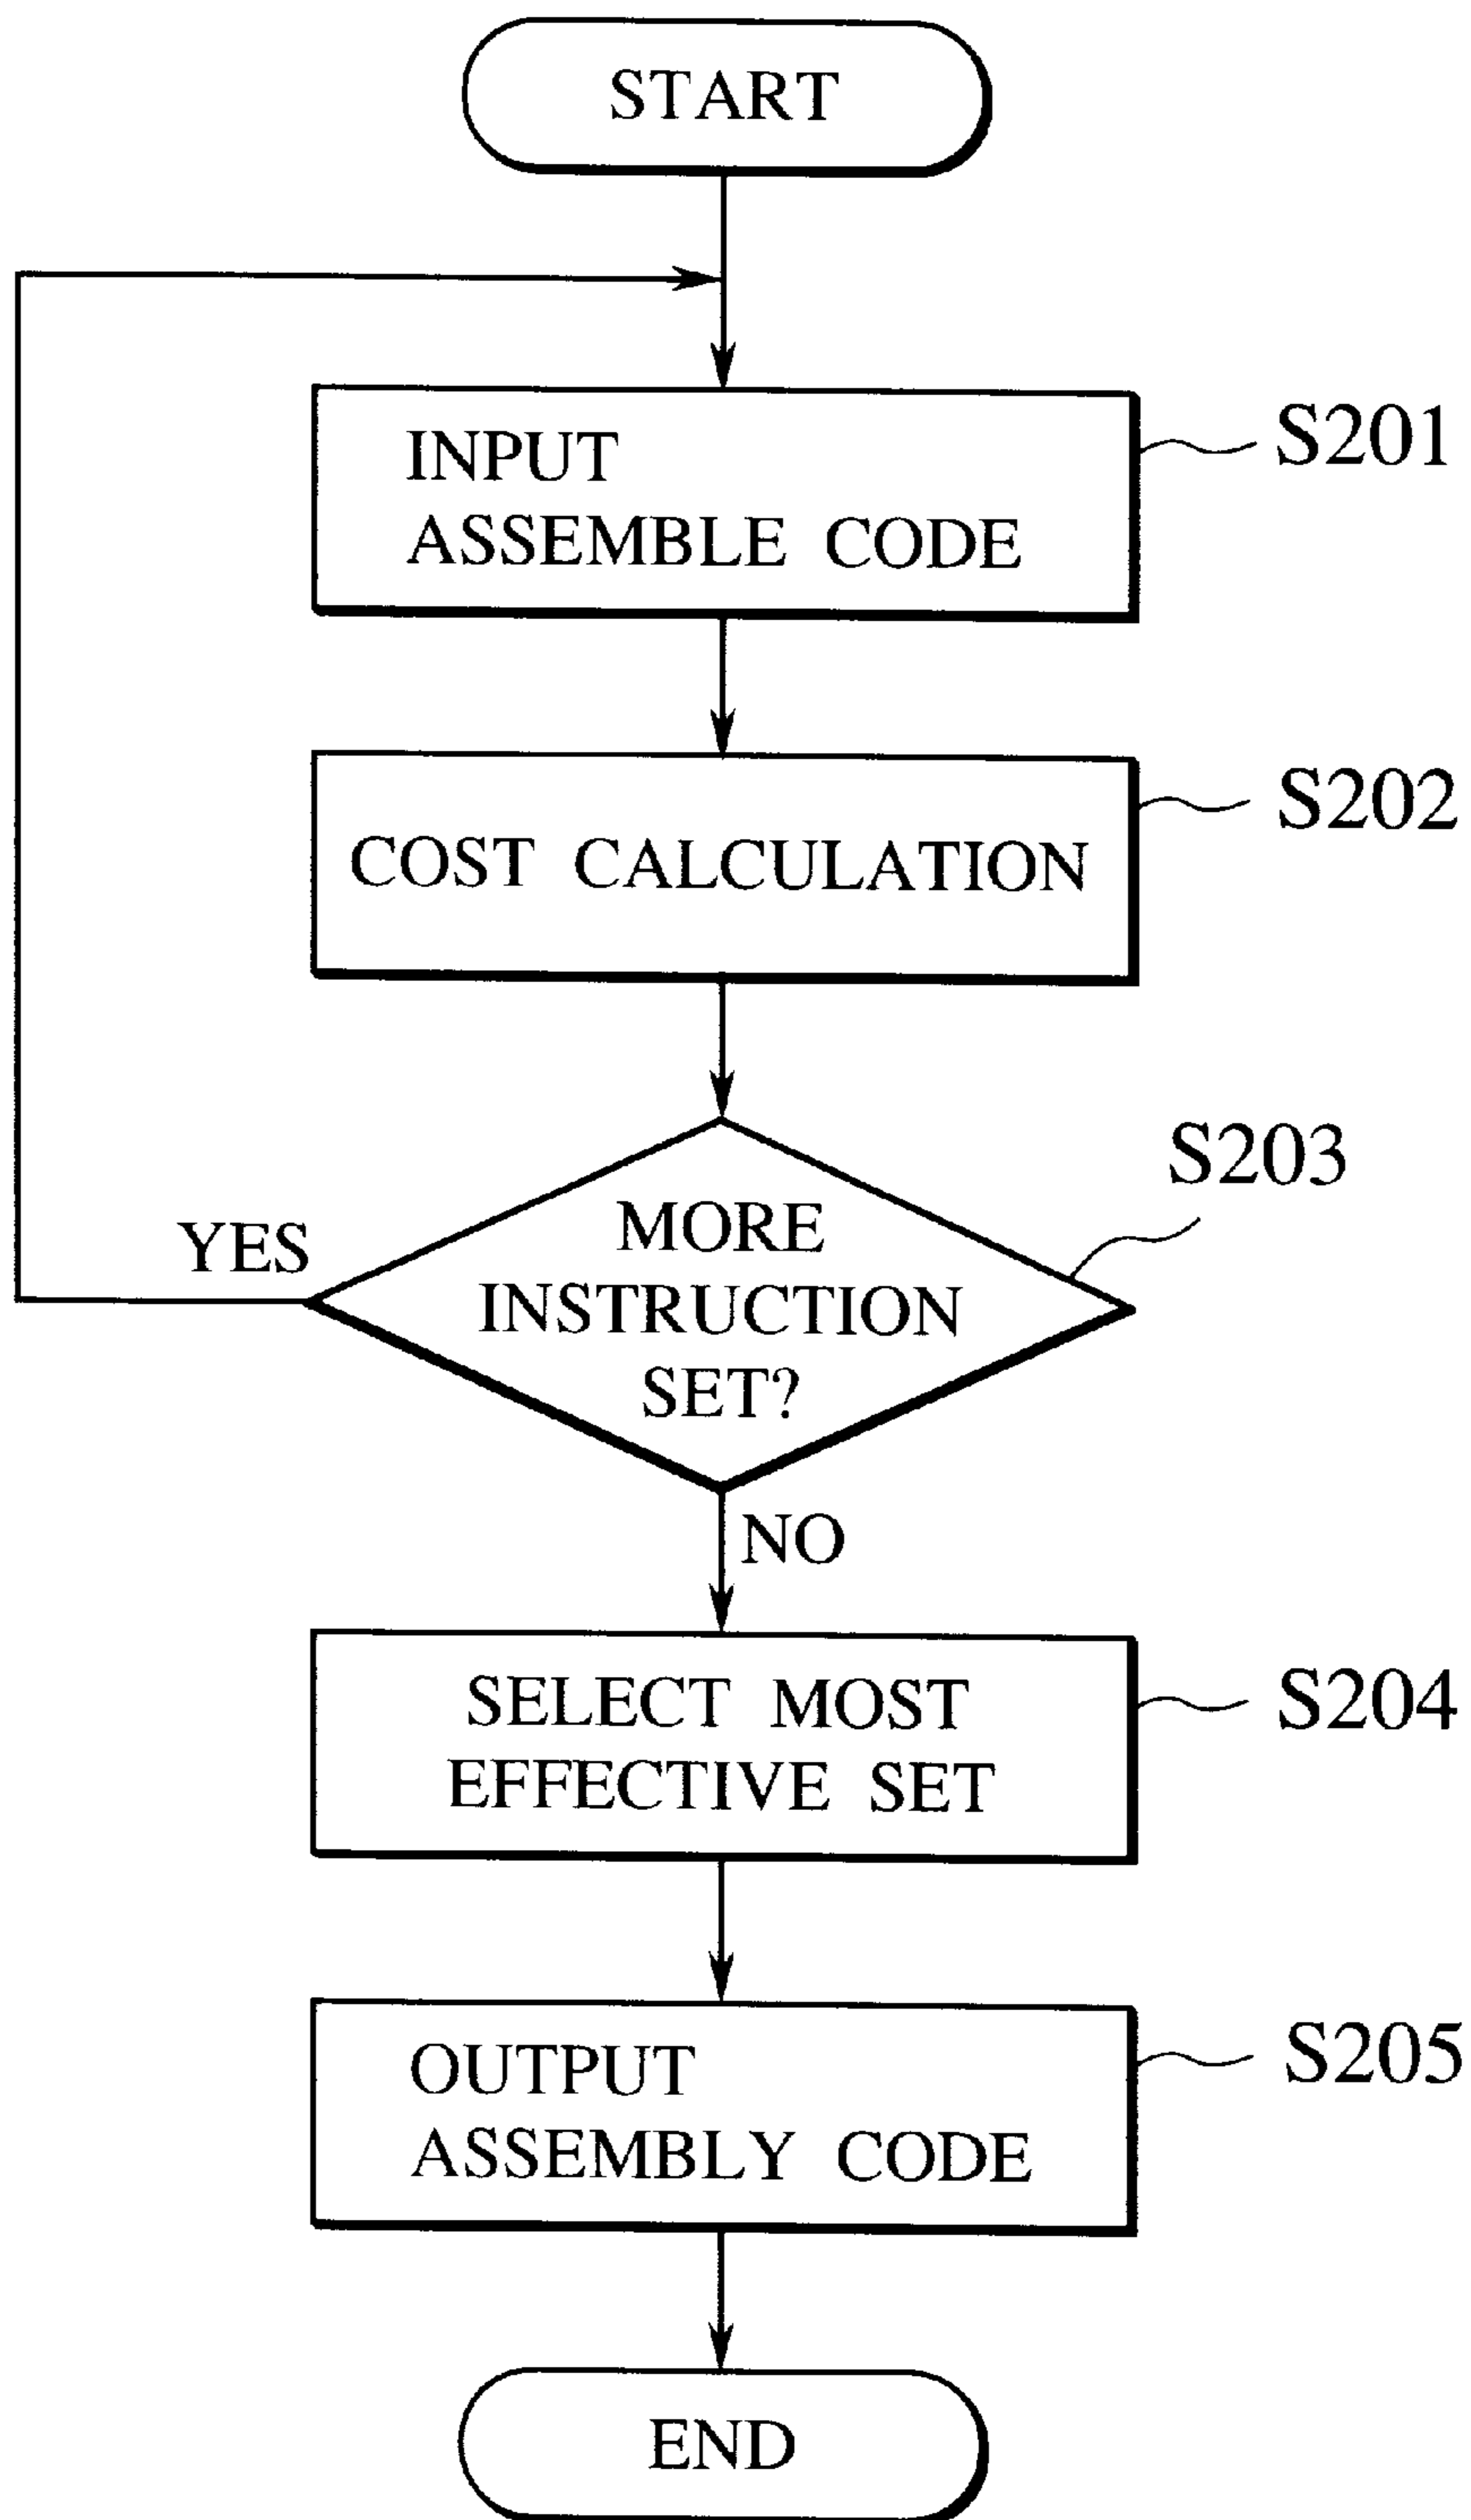 START
INPUT
ASSEMBLE CODE
S201
COST CALCULATION
S202
MORE
INSTRUCTION
SET?
S203
YES
NO
SELECT MOST
EFFECTIVE SET
S204
OUTPUT
ASSEMBLY CODE
S205
END